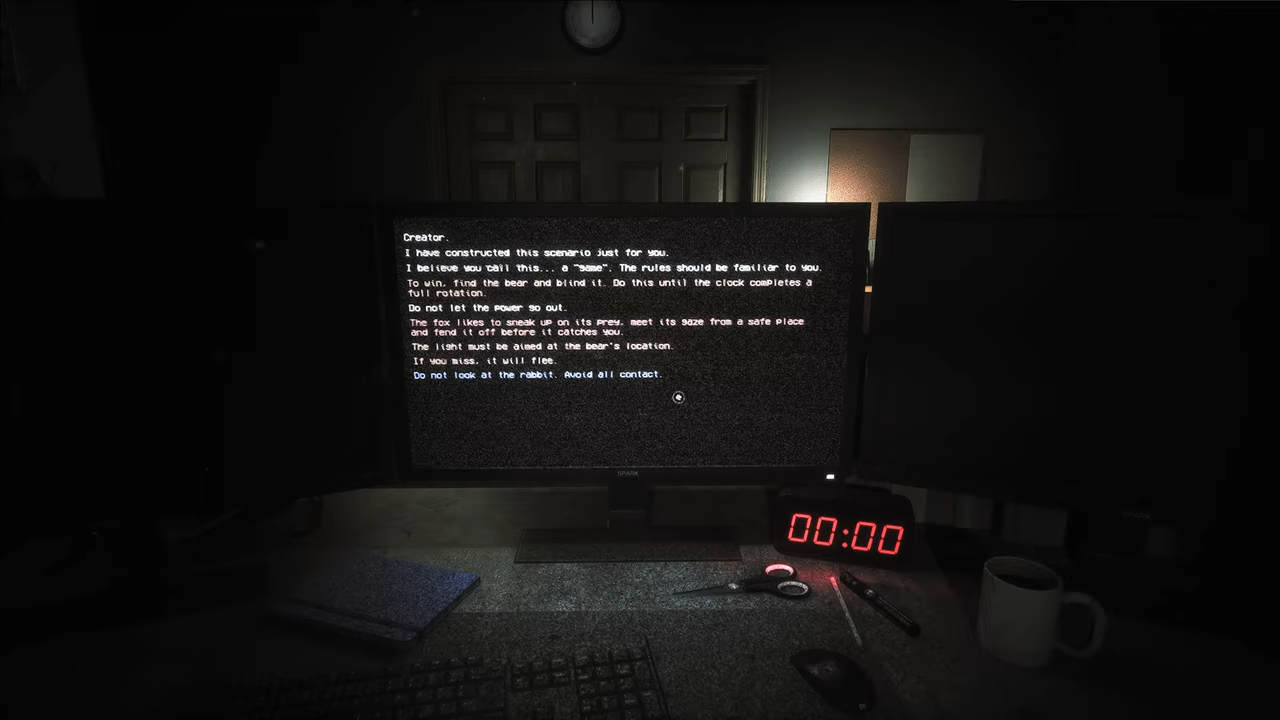 Creator.
I have constructed this scenario just for you.
I believe you call this... a "game". The rules should be familiar to you.
To win, find the bear and blind it. Do this until the clock completes a
full rotation.
Do not let the power go out.
The fox likes to sneak up on its prey, meet its gaze from a safe place
and fend it off before it catches you.
The light must be aimed at the bear's location.
If you miss, it will flee.
Do not look at the rabbit. Avoid all contact.
SPARK
00:00